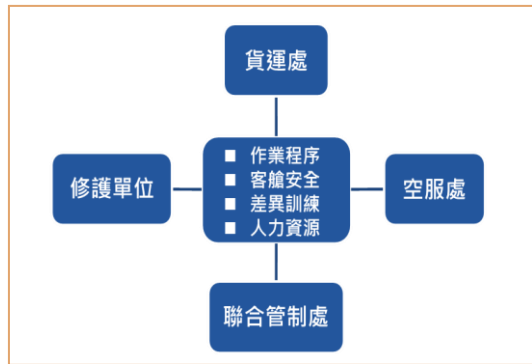 貨運處
修護單位
■ 作業程序
■ 客艙安全
■ 差異訓練
■ 人力資源
空服處
聯合管制處